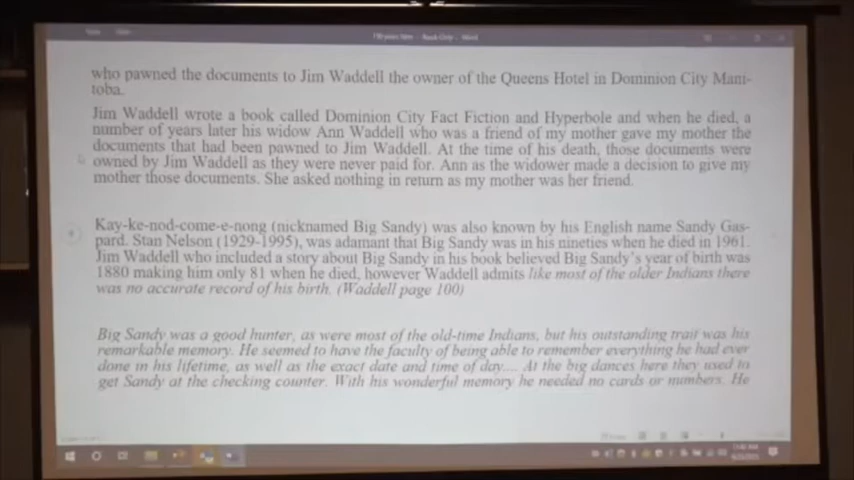 who pawned the documents to Jim Waddell the owner of the Queens Hotel in Dominion City Mani-
toba.
Jim Waddell wrote a book called Dominion City Fact Fiction and Hyperbole and when he died, a
number of years later his widow Ann Waddell who was a friend of my mother gave my mother the
documents that had been pawned to Jim Waddell. At the time of his death, those documents were
owned by Jim Waddell as they were never paid for. Ann as the widower made a decision to give my
mother those documents. She asked nothing in return as my mother was her friend.
Kay-ke-nod-come-e-nong (nicknamed Big Sandy) was also known by his English name Sandy Gas-
pard. Stan Nelson (1929-1995), was adamant that Big Sandy was in his nineties when he died in 1961.
Jim Waddell who included a story about Big Sandy in his book believed Big Sandy's year of birth was
1880 making him only 81 when he died, however Waddell admits like most of the older Indians there
was no accurate record of his birth. (Waddell page 100)
Big Sandy was a good hunter, as were most of the old-time Indians, but his outstanding trait was his
remarkable memory. He seemed to have the faculty of being able to remember everything he had ever
done in his lifetime, as well as the exact date and time of day.... At the big dances here they used to
get Sandy at the checking counter. With his wonderful memory he needed no cards or numbers. He